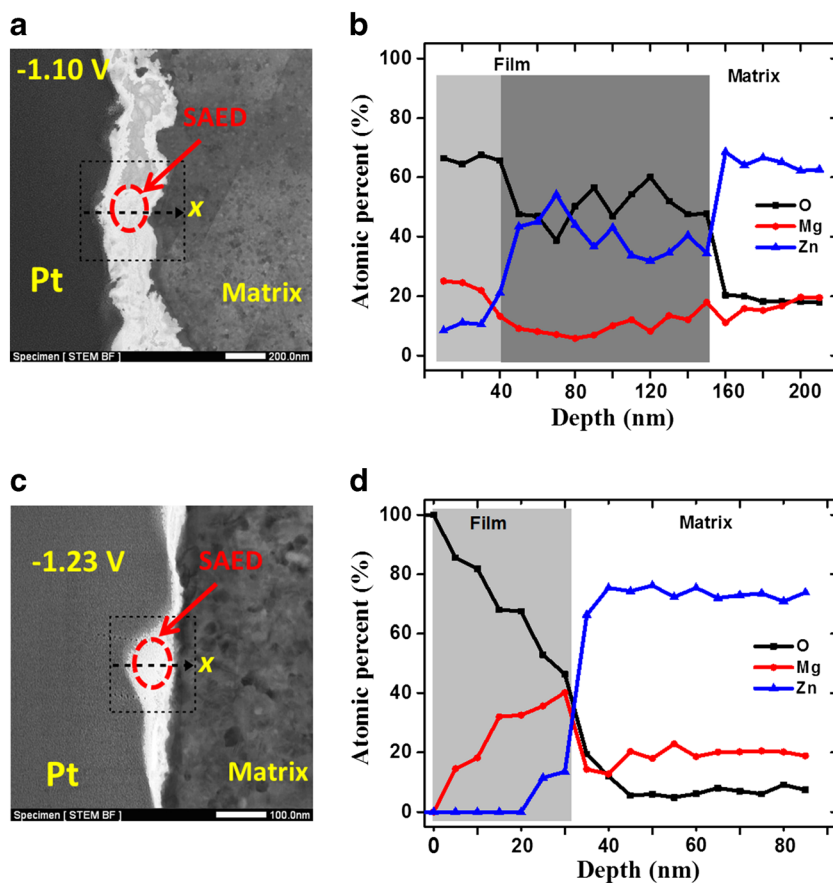 a
-1.10 V
SAED
x
Pt
Matrix
Specimen [ STEM BF ]
200.0nm
b
100
80
60
40
20
0
Atomic percent (%)
Film
Matrix
O
Mg
Zn
0
40
80
120
160
200
Depth (nm)
c
-1.23 V
SAED
x
Pt
Matrix
Specimen [ STEM BF ]
100.0nm
d
100
80
60
40
20
0
Atomic percent (%)
Film
Matrix
O
Mg
Zn
0
20
40
60
80
Depth (nm)